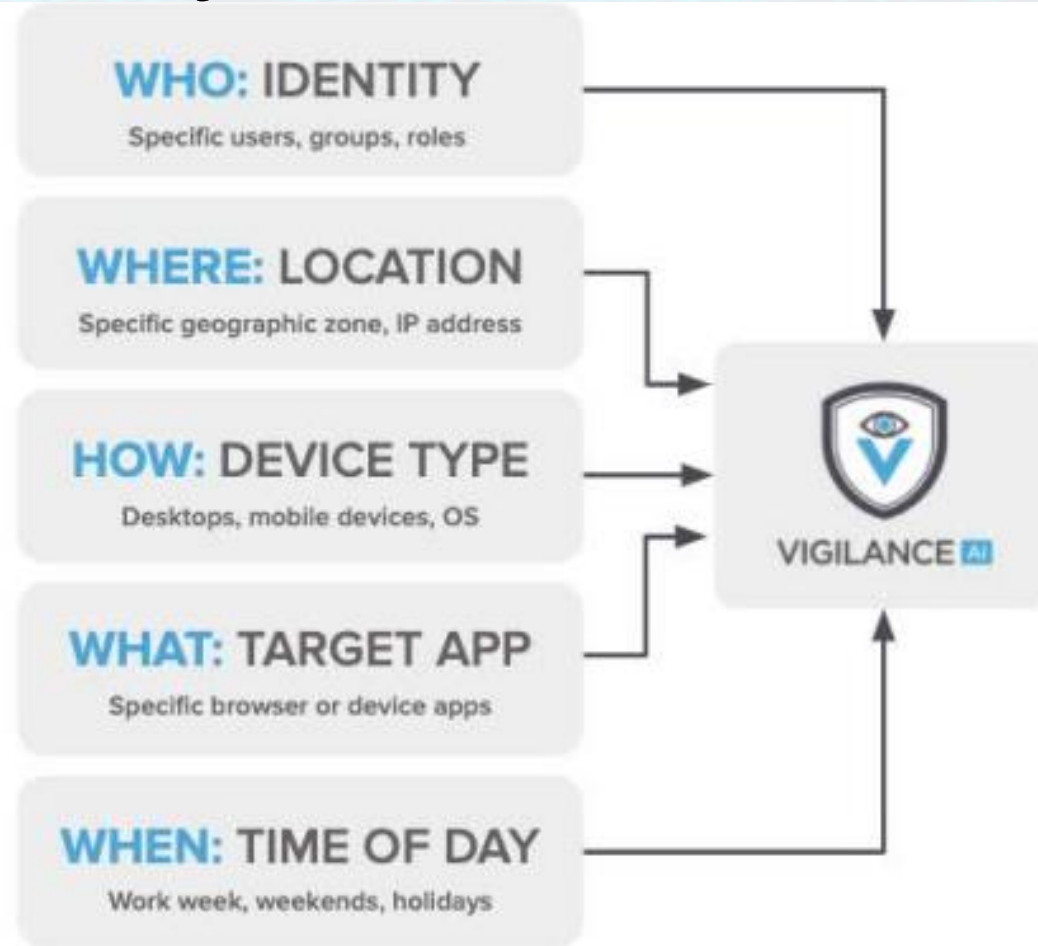 WHO: IDENTITY
Specific users, groups, roles
WHERE: LOCATION
Specific geographic zone, IP address
HOW: DEVICE TYPE
Desktops, mobile devices, OS
WHAT: TARGET APP
Specific browser or device apps
WHEN: TIME OF DAY
Work week, weekends, holidays
V
VIGILANCE AI